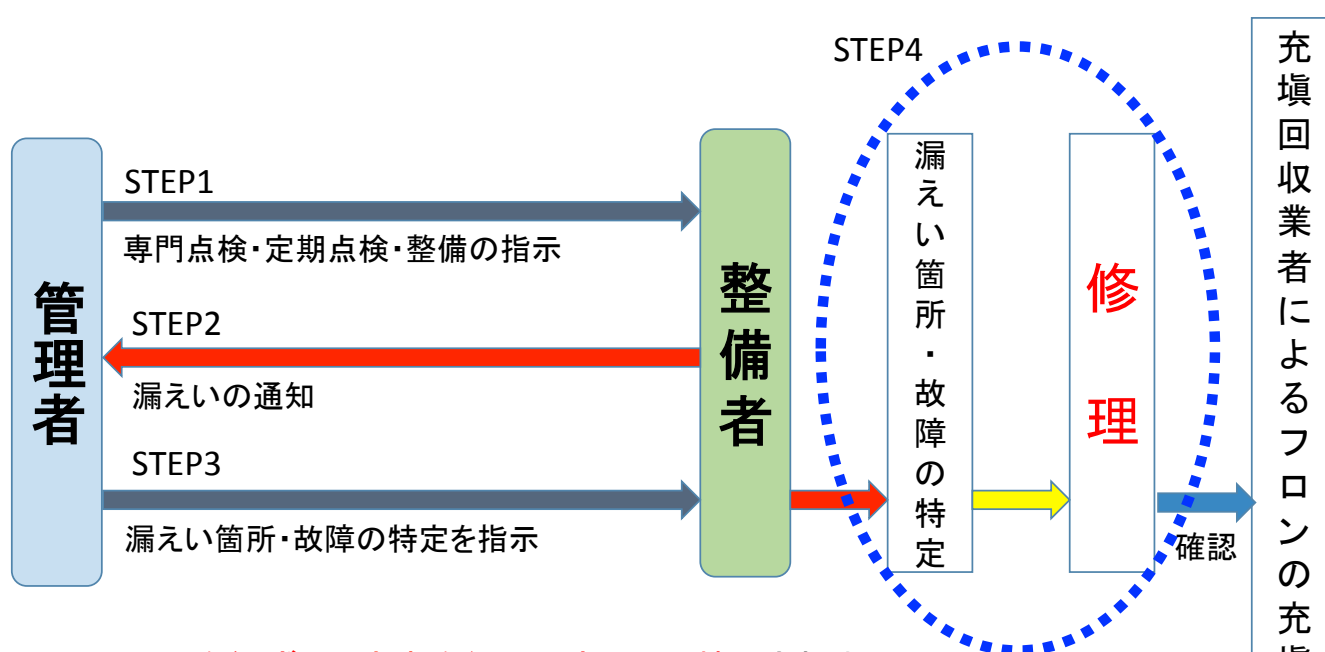 STEP4
管理者
STEP1
専門点検・定期点検・整備の指示
STEP2
漏えいの通知
STEP3
漏えい箇所・故障の特定を指示
整備者
漏えい箇所・故障の特定
修理
確認
充塡回収業者によるフロンの充